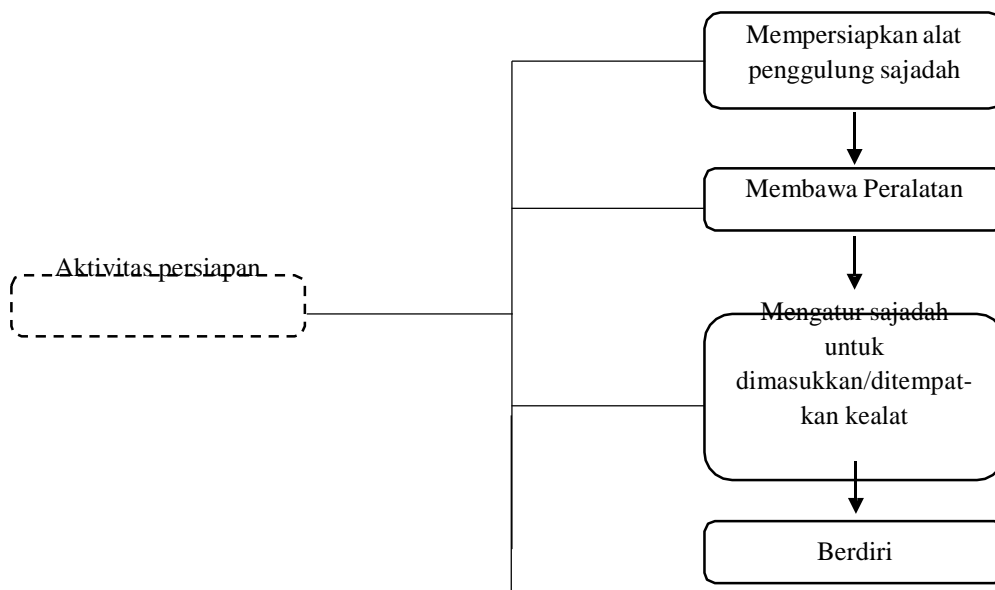 Mempersiapkan alat
penggulung sajadah
Membawa Peralatan
Aktivitas persiapan
Mengatur sajadah
untuk
dimasukkan/ditempat-
kan kealat
Berdiri